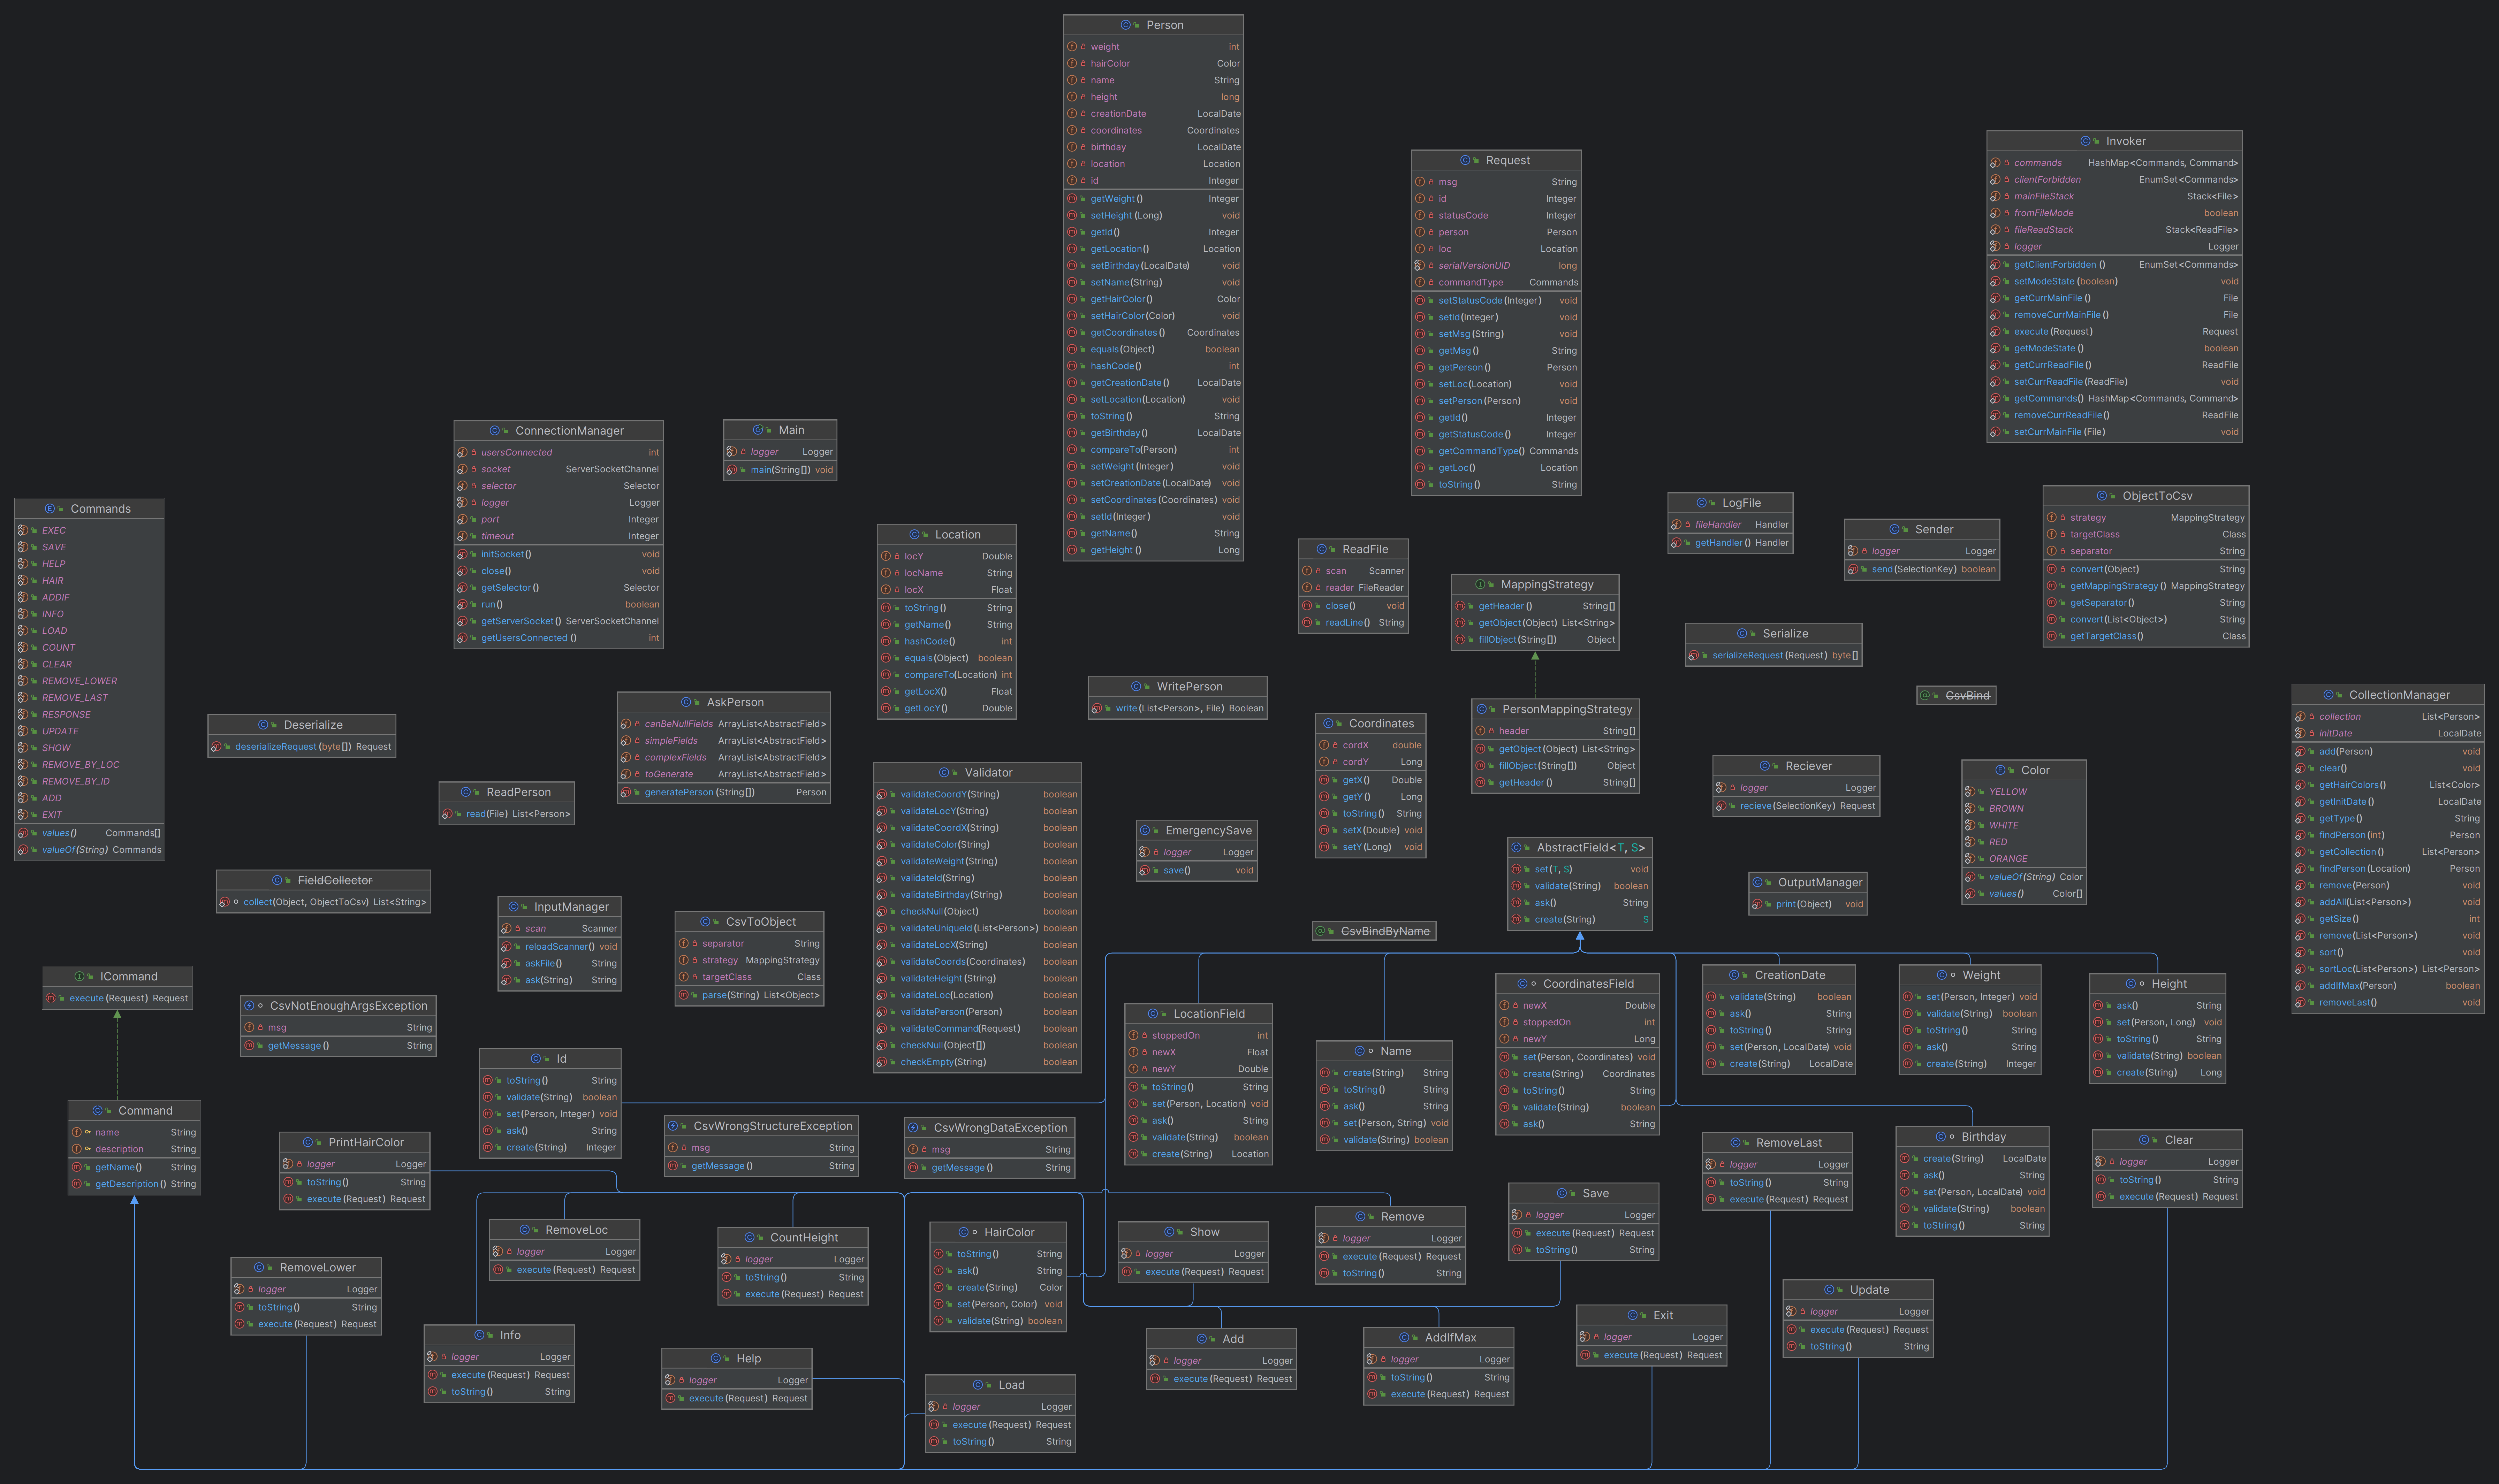 Person
weight int
hairColor Color
name String
height long
creationDate LocalDate
coordinates Coordinates
birthday LocalDate
location Location
id Integer
getWeight() Integer
setHeight(Long) void
getId() Integer
getLocation() Location
setBirthday(LocalDate) void
setName(String) void
getHairColor() Color
setHairColor(Color) void
getCoordinates() Coordinates
equals(Object) boolean
hashCode() int
getCreationDate() LocalDate
setLocation(Location) void
toString() String
getBirthday() LocalDate
compareTo(Person) int
setWeight(Integer) void
setCreationDate(LocalDate) void
setCoordinates(Coordinates) void
setId(Integer) void
getName() String
getHeight() Long
Request
msg String
id Integer
statusCode Integer
person Person
loc Location
serialVersionUID long
commandType Commands
setStatusCode(Integer) void
setId(Integer) void
setMsg(String) void
getMsg() String
getPerson() Person
setLoc(Location) void
setPerson(Person) void
getId() Integer
getStatusCode() Integer
getCommandType() Commands
getLoc() Location
toString() String
Invoker
commands HashMap<Commands, Command>
clientForbidden EnumSet<Commands>
mainFileStack Stack<File>
fromFileMode boolean
fileReadStack Stack<ReadFile>
logger Logger
getClientForbidden() EnumSet<Commands>
setModeState(boolean) void
getCurrMainFile() File
removeCurrMainFile() File
execute(Request) Request
getModeState() boolean
getCurrReadFile() ReadFile
setCurrReadFile(ReadFile) void
getCommands() HashMap<Commands, Command>
removeCurrReadFile() ReadFile
setCurrMainFile(File) void
ConnectionManager
usersConnected int
socket ServerSocketChannel
selector Selector
logger Logger
port Integer
timeout Integer
initSocket() void
close() void
getSelector() Selector
run() boolean
getServerSocket() ServerSocketChannel
getUsersConnected() int
Main
logger Logger
main(String[]) void
Commands
EXEC
SAVE
HELP
HAIR
ADDIF
INFO
LOAD
COUNT
CLEAR
REMOVE_LOWER
REMOVE_LAST
RESPONSE
UPDATE
SHOW
REMOVE_BY_LOC
REMOVE_BY_ID
ADD
EXIT
values() Commands[]
valueOf(String) Commands
Location
locY Double
locName String
locX Float
toString() String
getName() String
hashCode() int
equals(Object) boolean
compareTo(Location) int
getLocX() Float
getLocY() Double
ReadFile
scan Scanner
reader FileReader
close() void
readLine() String
MappingStrategy
getHeader() String[]
getObject(Object) List<String>
fillObject(String[]) Object
LogFile
fileHandler Handler
getHandler() Handler
Sender
logger Logger
send(SelectionKey) boolean
ObjectToCsv
strategy MappingStrategy
targetClass Class
separator String
convert(Object) String
getMappingStrategy() MappingStrategy
getSeparator() String
convert(List<Object>) String
getTargetClass() Class
Serialize
serializeRequest(Request) byte[]
CsvBind
CollectionManager
collection List<Person>
initDate LocalDate
add(Person) void
clear() void
getHairColors() List<Color>
getInitDate() LocalDate
getType() String
findPerson(int) Person
getCollection() List<Person>
findPerson(Location) Person
remove(Person) void
addAll(List<Person>) void
getSize() int
remove(List<Person>) void
sort() void
sortLoc(List<Person>) List<Person>
addIfMax(Person) boolean
removeLast() void
Deserialize
deserializeRequest(byte[]) Request
AskPerson
canBeNullFields ArrayList<AbstractField>
simpleFields ArrayList<AbstractField>
complexFields ArrayList<AbstractField>
toGenerate ArrayList<AbstractField>
generatePerson(String[]) Person
WritePerson
write(List<Person>, File) Boolean
Coordinates
cordX double
cordY Long
getX() Double
getY() Long
toString() String
setX(Double) void
setY(Long) void
PersonMappingStrategy
header String[]
getObject(Object) List<String>
fillObject(String[]) Object
getHeader() String[]
Reciever
logger Logger
recieve(SelectionKey) Request
Color
YELLOW
BROWN
WHITE
RED
ORANGE
valueOf(String) Color
values() Color[]
ReadPerson
read(File) List<Person>
Validator
validateCoordY(String) boolean
validateLocY(String) boolean
validateCoordX(String) boolean
validateColor(String) boolean
validateWeight(String) boolean
validateId(String) boolean
validateBirthday(String) boolean
checkNull(Object) boolean
validateUniqueId(List<Person>) boolean
validateLocX(String) boolean
validateCoords(Coordinates) boolean
validateHeight(String) boolean
validateLoc(Location) boolean
validatePerson(Person) boolean
validateCommand(Request) boolean
checkNull(Object[]) boolean
checkEmpty(String) boolean
EmergencySave
logger Logger
save() void
AbstractField<T, S>
set(T, S) void
validate(String) boolean
ask() String
create(String) S
OutputManager
print(Object) void
FieldCollector
collect(Object, ObjectToCsv) List<String>
InputManager
scan Scanner
reloadScanner() void
askFile() String
ask(String) String
CsvToObject
separator String
strategy MappingStrategy
targetClass Class
parse(String) List<Object>
CsvBindByName
ICommand
execute(Request) Request
CsvNotEnoughArgsException
msg String
getMessage() String
Id
toString() String
validate(String) boolean
set(Person, Integer) void
ask() String
create(String) Integer
LocationField
stoppedOn int
newX Float
newY Double
toString() String
set(Person, Location) void
ask() String
validate(String) boolean
create(String) Location
Name
create(String) String
toString() String
ask() String
set(Person, String) void
validate(String) boolean
CoordinatesField
newX Double
stoppedOn int
newY Long
set(Person, Coordinates) void
create(String) Coordinates
toString() String
validate(String) boolean
ask() String
CreationDate
validate(String) boolean
ask() String
toString() String
set(Person, LocalDate) void
create(String) LocalDate
Weight
set(Person, Integer) void
validate(String) boolean
toString() String
ask() String
create(String) Integer
Height
ask() String
set(Person, Long) void
toString() String
validate(String) boolean
create(String) Long
Command
name String
description String
getName() String
getDescription() String
PrintHairColor
logger Logger
toString() String
execute(Request) Request
CsvWrongStructureException
msg String
getMessage() String
CsvWrongDataException
msg String
getMessage() String
RemoveLast
logger Logger
toString() String
execute(Request) Request
Birthday
create(String) LocalDate
ask() String
set(Person, LocalDate) void
validate(String) boolean
toString() String
Clear
logger Logger
toString() String
execute(Request) Request
RemoveLoc
logger Logger
execute(Request) Request
CountHeight
logger Logger
toString() String
execute(Request) Request
HairColor
toString() String
ask() String
create(String) Color
set(Person, Color) void
validate(String) boolean
Show
logger Logger
execute(Request) Request
Remove
logger Logger
execute(Request) Request
toString() String
Save
logger Logger
execute(Request) Request
toString() String
RemoveLower
logger Logger
toString() String
execute(Request) Request
Info
logger Logger
execute(Request) Request
toString() String
Help
logger Logger
execute(Request) Request
Load
logger Logger
execute(Request) Request
toString() String
Add
logger Logger
execute(Request) Request
AddIfMax
logger Logger
toString() String
execute(Request) Request
Exit
logger Logger
execute(Request) Request
Update
logger Logger
execute(Request) Request
toString() String